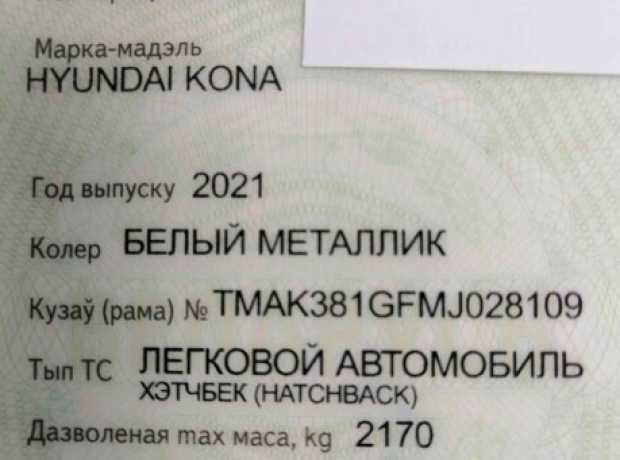 Марка-мадэль
HYUNDAI KONA
Год выпуску 2021
Колер БЕЛЫЙ МЕТАЛЛИК
Кузаў (рама) № TMAK381GFMJ028109
Тып ТС ЛЕГКОВОЙ АВТОМОБИЛЬ
ХЭТЧБЕК (HATCHBACK)
Дазволеная max маса, kg 2170